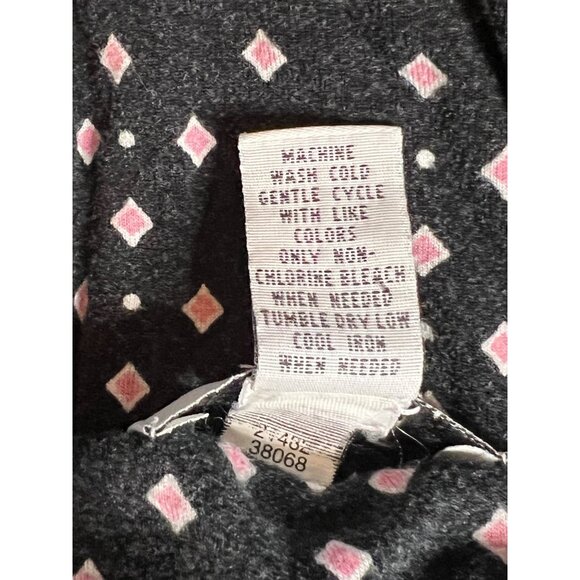 MACHINE
WASH COLD
GENTLE CYCLE
WITH LIKE
COLORS
ONLY NON-
CHLORINE BLEACH
WHEN NEEDED
TUMBLE DRY LOW
COOL IRON
WHEN NEEDED
38068